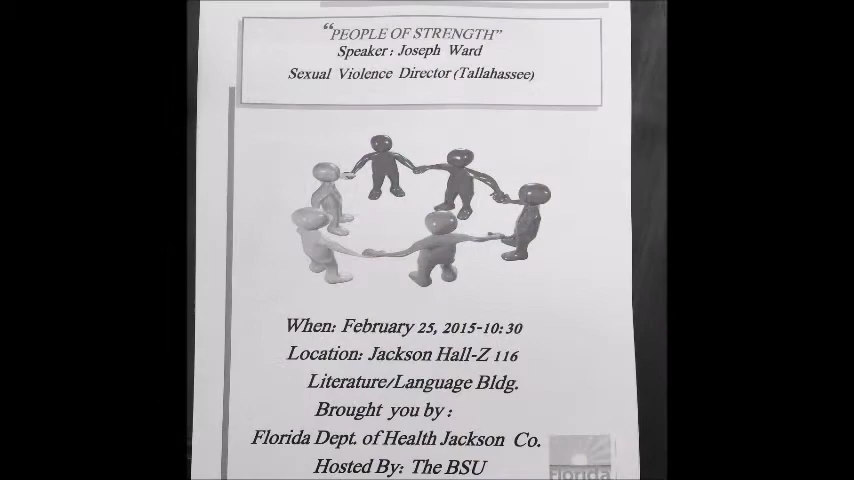 “PEOPLE OF STRENGTH”
Speaker: Joseph Ward
Sexual Violence Director (Tallahassee)
When: February 25, 2015-10:30
Location: Jackson Hall-Z 116
Literature/Language Bldg.
Brought you by:
Florida Dept. of Health Jackson Co.
Hosted By: The BSU
Florida